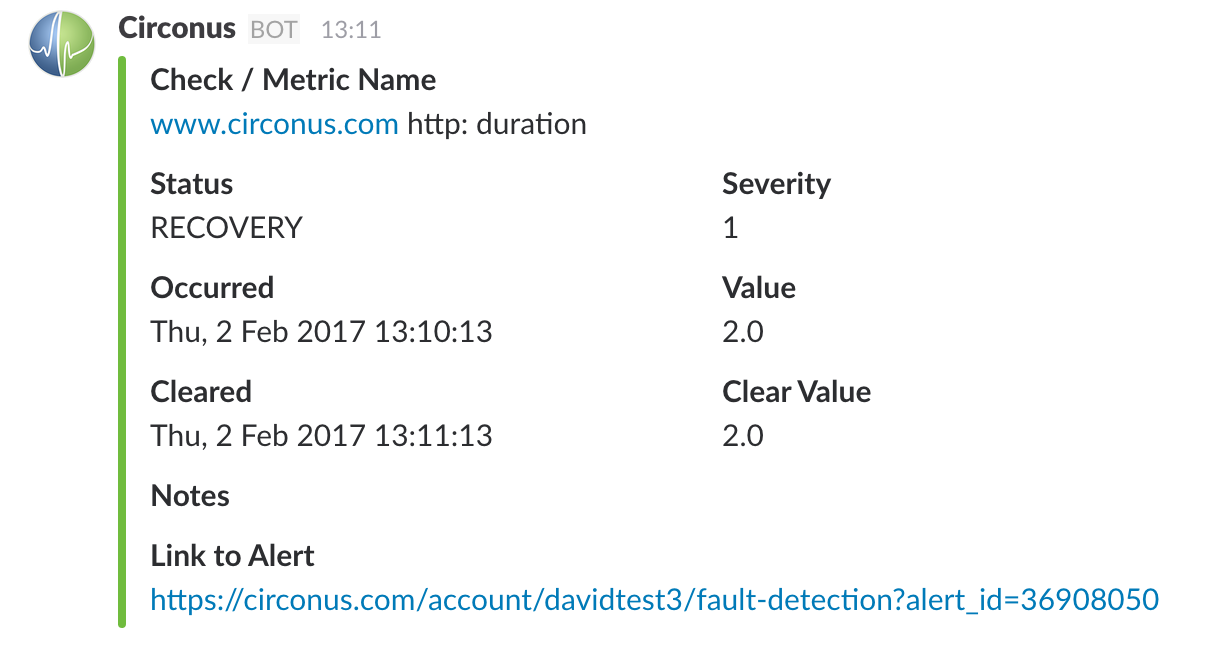 Circonus BOT 13:11
Check / Metric Name
www.circonus.com http: duration
Status Severity
RECOVERY 1
Occurred Value
Thu, 2 Feb 2017 13:10:13 2.0
Cleared Clear Value
Thu, 2 Feb 2017 13:11:13 2.0
Notes
Link to Alert
https://circonus.com/account/davidtest3/fault-detection?alert_id=36908050